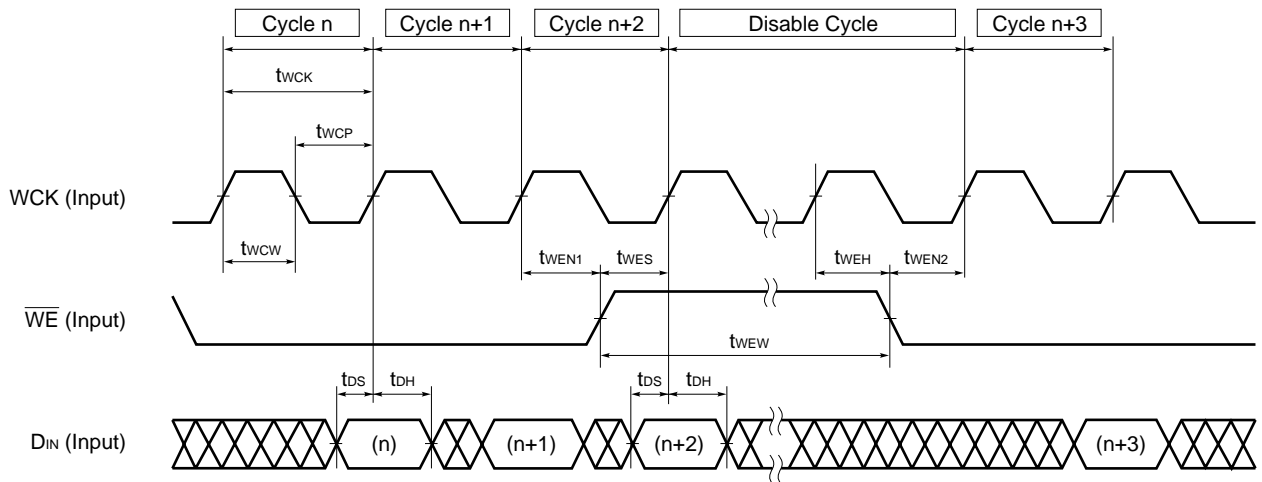 Cycle n Cycle n+1 Cycle n+2 Disable Cycle Cycle n+3
tWCK
tWCP
WCK (Input)
tWCW tWEN1 tWES tWEH tWEN2
WE (Input)
tWEW
tDS tDH tDS tDH
DIN (Input) (n) (n+1) (n+2) (n+3)